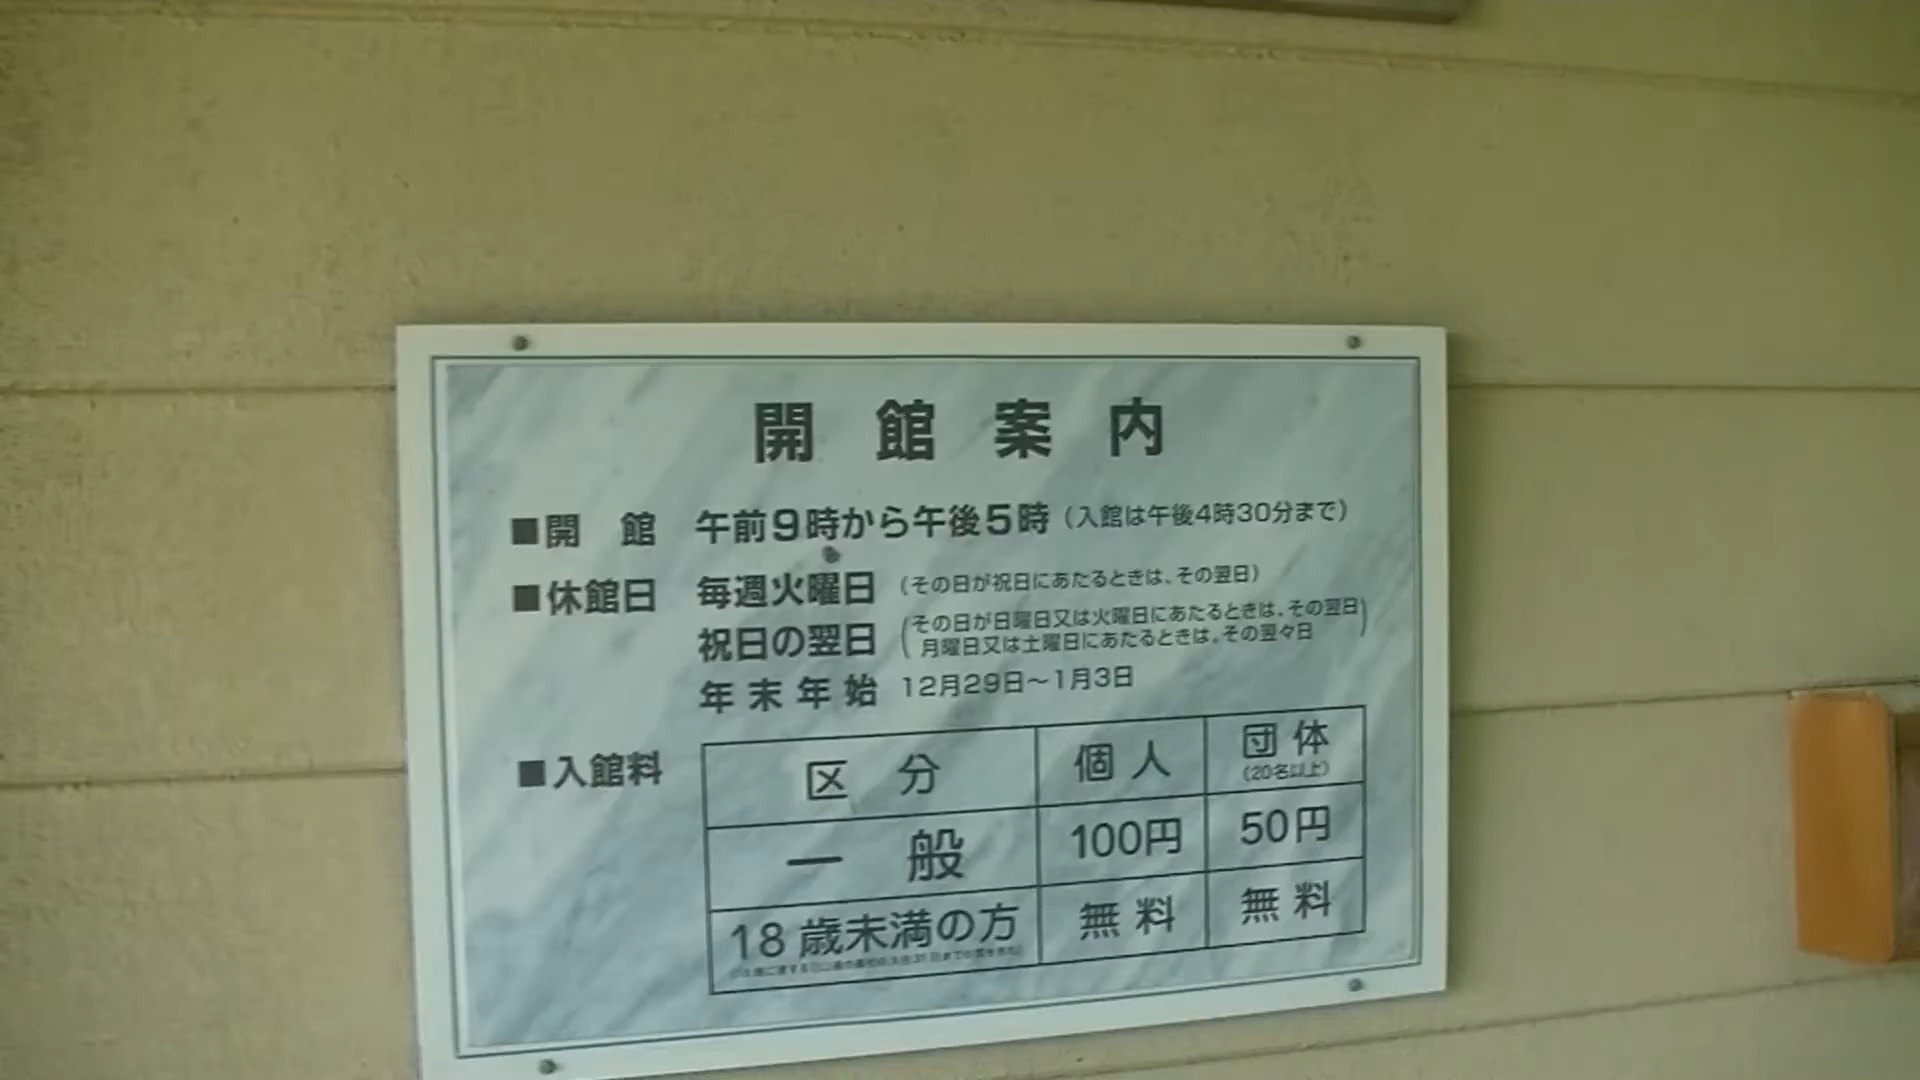 開館案内
■開　館　午前9時から午後5時（入館は午後4時30分まで）
■休館日　毎週火曜日（その日が祝日にあたるときは、その翌日）
祝日の翌日（その日が日曜日又は火曜日にあたるときは、その翌日
月曜日又は土曜日にあたるときは、その翌々日）
年末年始　12月29日～1月3日
■入館料
区　分　個人　団体
（20名以上）
一　般　100円　50円
18歳未満の方　無料　無料